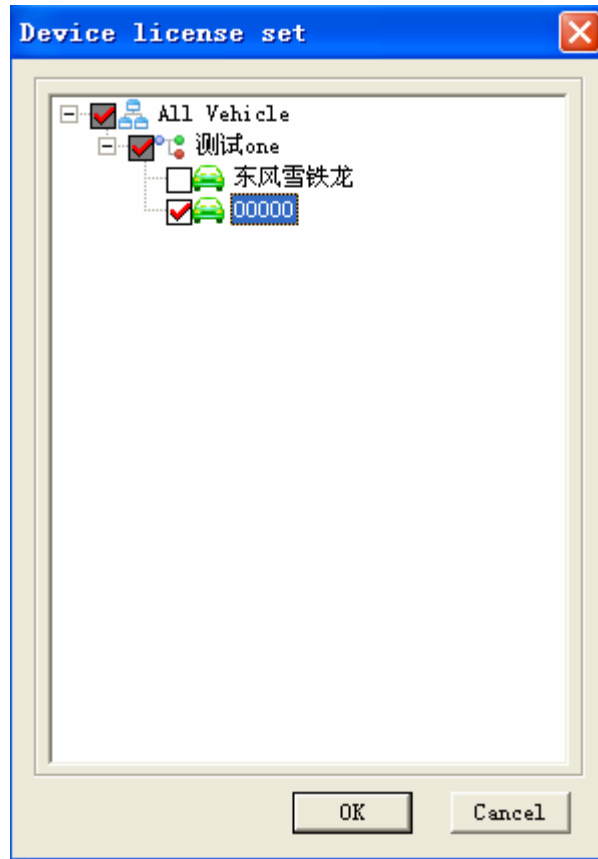 Device license set
All Vehicle
测试one
东风雪铁龙
00000
OK Cancel